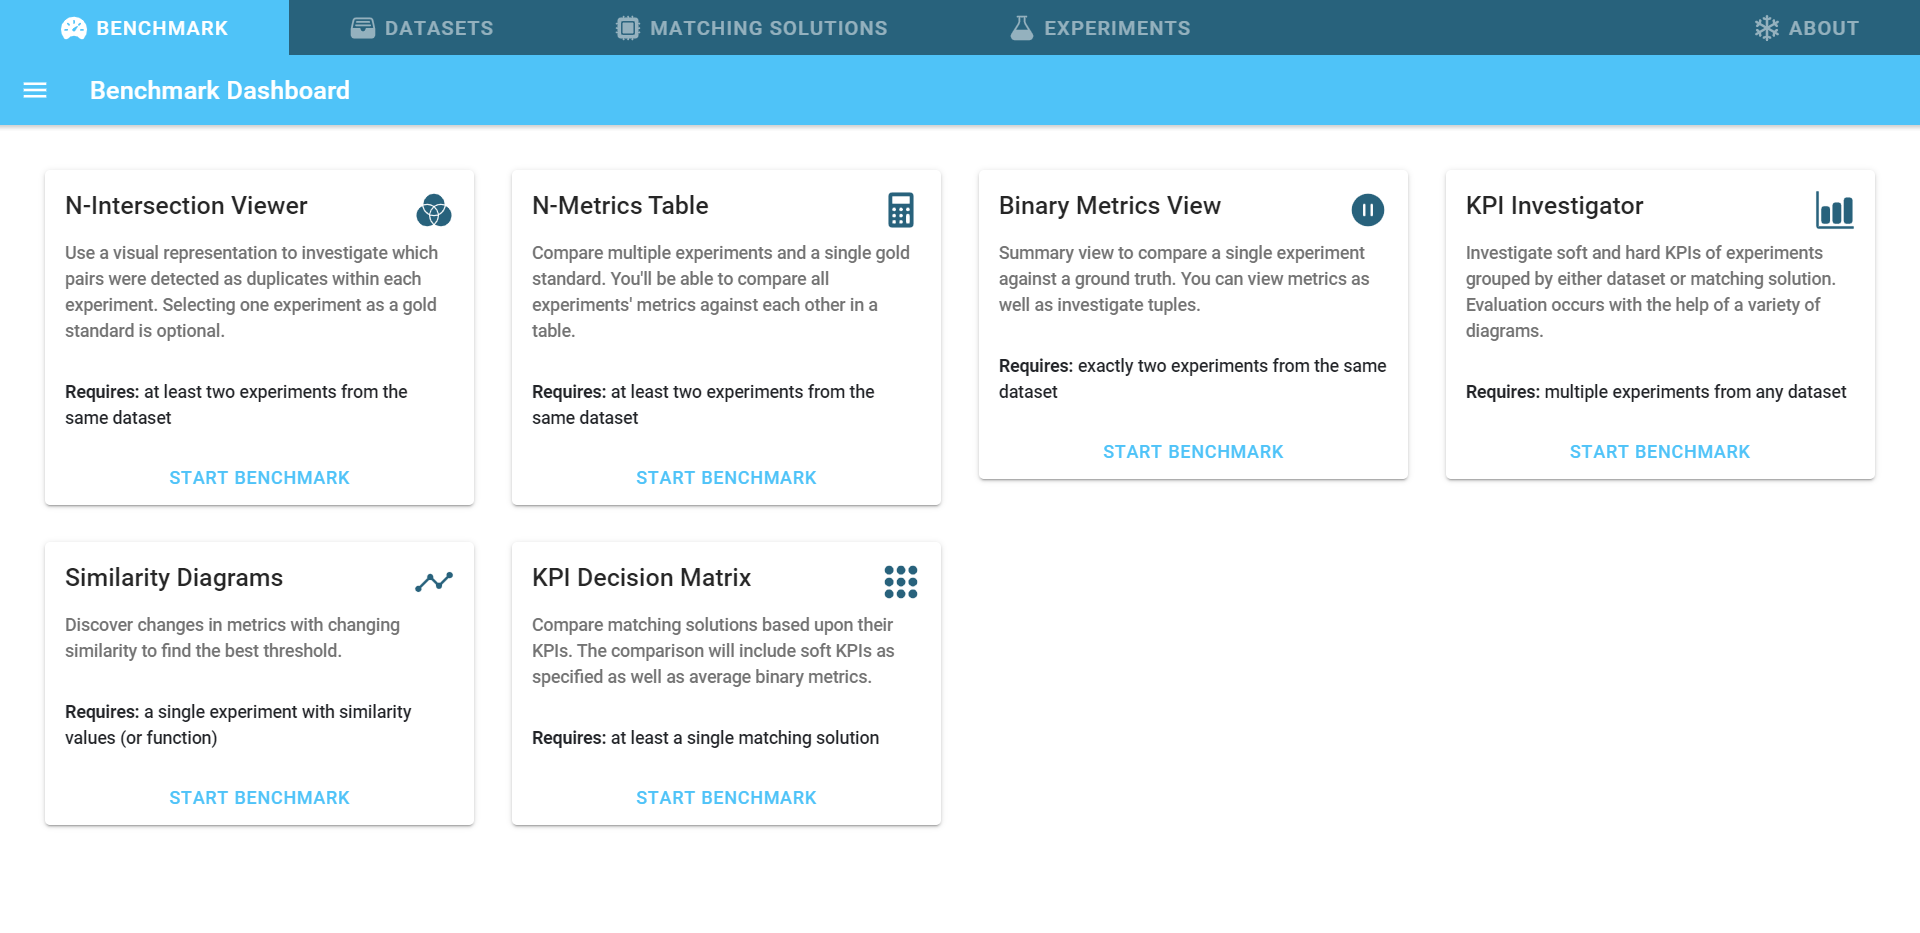 BENCHMARK
DATASETS
MATCHING SOLUTIONS
EXPERIMENTS
ABOUT
Benchmark Dashboard
N-Intersection Viewer
Use a visual representation to investigate which
pairs were detected as duplicates within each
experiment. Selecting one experiment as a gold
standard is optional.
Requires: at least two experiments from the
same dataset
START BENCHMARK
N-Metrics Table
Compare multiple experiments and a single gold
standard. You'll be able to compare all
experiments' metrics against each other in a
table.
Requires: at least two experiments from the
same dataset
START BENCHMARK
Binary Metrics View
Summary view to compare a single experiment
against a ground truth. You can view metrics as
well as investigate tuples.
Requires: exactly two experiments from the same
dataset
START BENCHMARK
KPI Investigator
Investigate soft and hard KPIs of experiments
grouped by either dataset or matching solution.
Evaluation occurs with the help of a variety of
diagrams.
Requires: multiple experiments from any dataset
START BENCHMARK
Similarity Diagrams
Discover changes in metrics with changing
similarity to find the best threshold.
Requires: a single experiment with similarity
values (or function)
START BENCHMARK
KPI Decision Matrix
Compare matching solutions based upon their
KPIs. The comparison will include soft KPIs as
specified as well as average binary metrics.
Requires: at least a single matching solution
START BENCHMARK